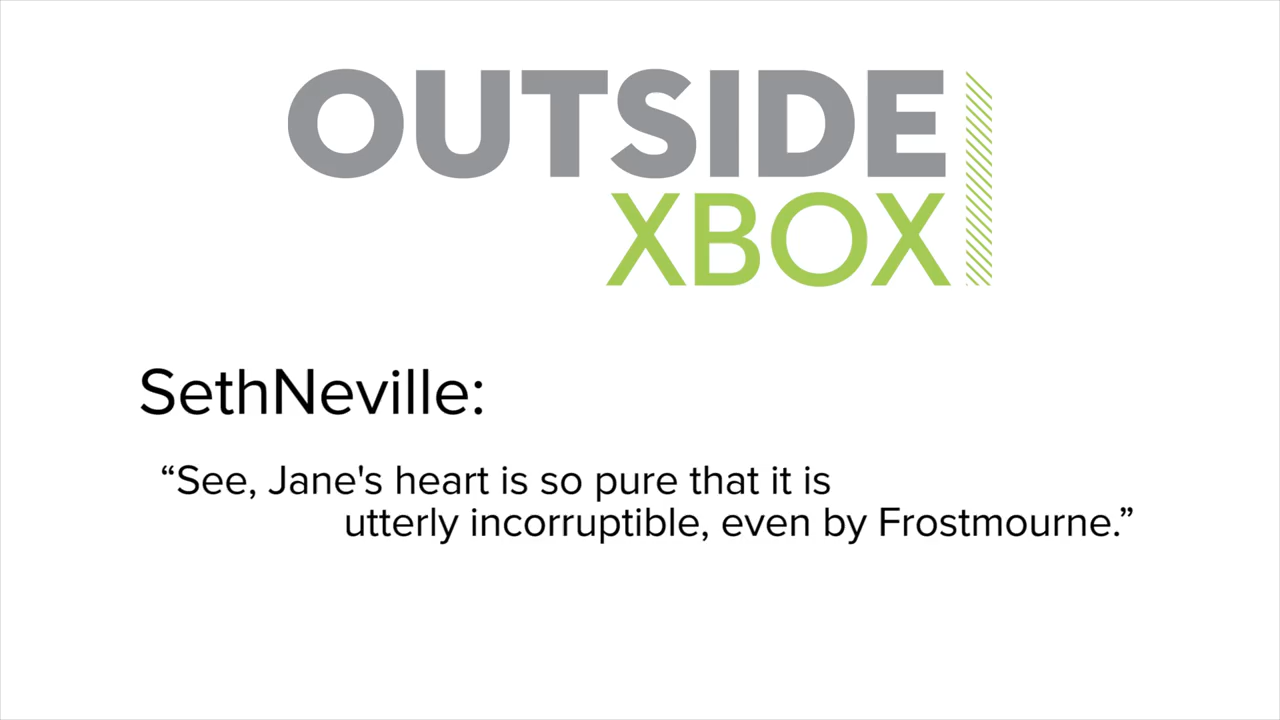 OUTSIDE
XBOX
SethNeville:
“See, Jane's heart is so pure that it is
utterly incorruptible, even by Frostmourne.”